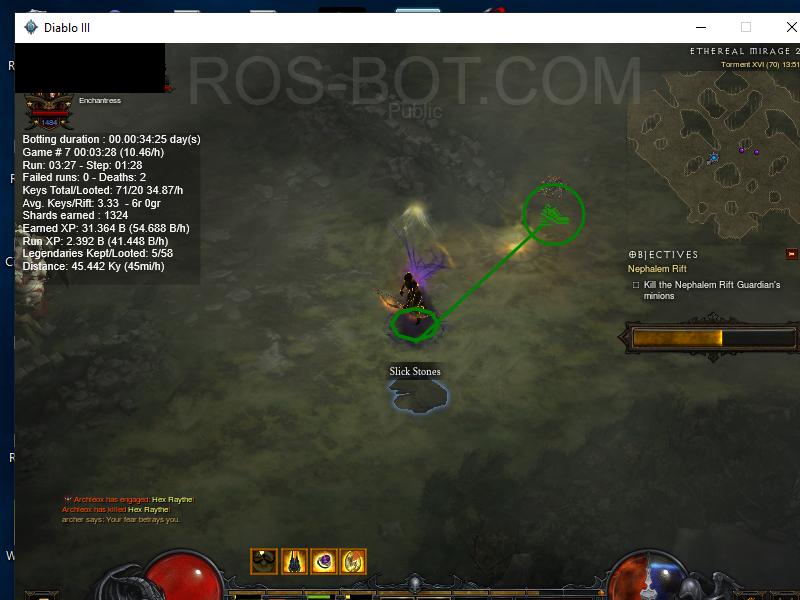 Diablo III
ETHEREAL MIRAGE 2
Torment XVI (70) 13:51
ROS-BOT.COM
Public
Enchantress
1484
Botting duration : 00.00:34:25 day(s)
Game # 7 00:03:28 (10.46/h)
Run: 03:27 - Step: 01:28
Failed runs: 0 - Deaths: 2
Keys Total/Looted: 71/20 34.87/h
Avg. Keys/Rift: 3.33 - 6r 0gr
Shards earned : 1324
Earned XP: 31.364 B (54.688 B/h)
Run XP: 2.392 B (41.448 B/h)
Legendaries Kept/Looted: 5/58
Distance: 45.442 Ky (45mi/h)
OBJECTIVES
Nephalem Rift
Kill the Nephalem Rift Guardian's
minions
Slick Stones
Archleox has engaged Hex Raythe!
Archleox has killed Hex Raythe!
archer says: Your fear betrays you.